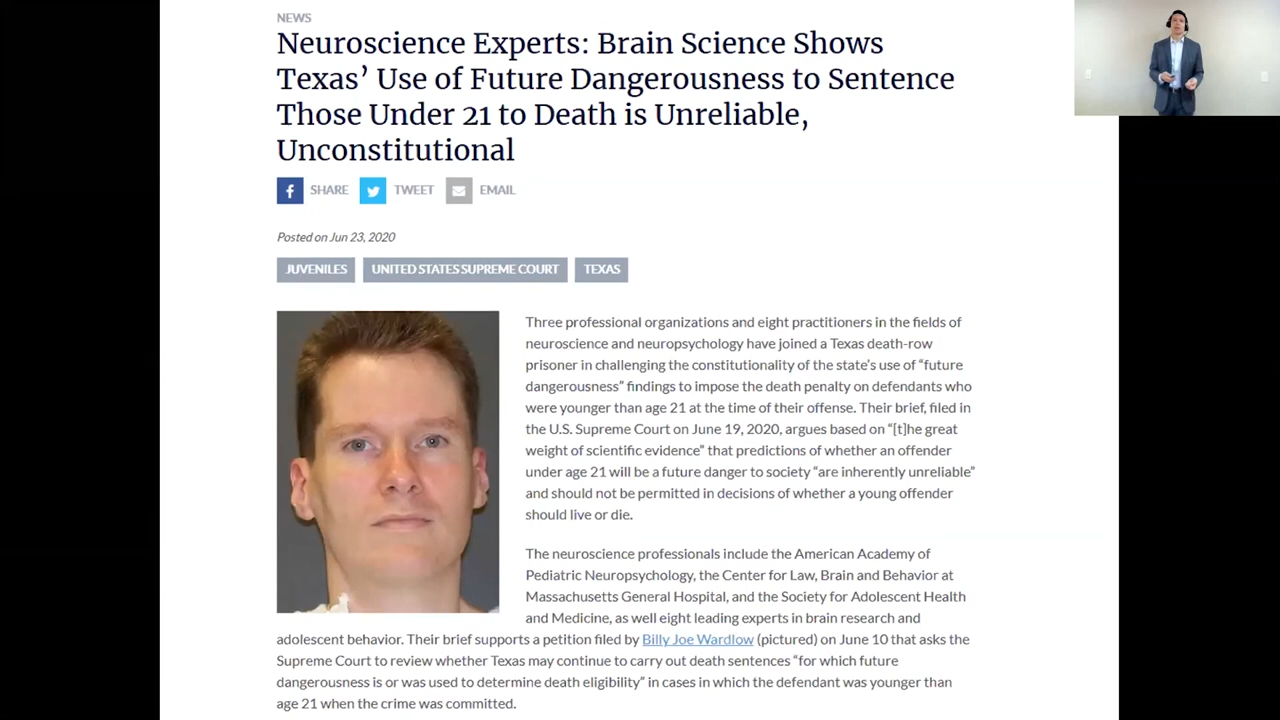 NEWS
Neuroscience Experts: Brain Science Shows
Texas’ Use of Future Dangerousness to Sentence
Those Under 21 to Death is Unreliable,
Unconstitutional
f SHARE TWEET EMAIL
Posted on Jun 23, 2020
JUVENILES UNITED STATES SUPREME COURT TEXAS
Three professional organizations and eight practitioners in the fields of
neuroscience and neuropsychology have joined a Texas death-row
prisoner in challenging the constitutionality of the state’s use of “future
dangerousness” findings to impose the death penalty on defendants who
were younger than age 21 at the time of their offense. Their brief, filed in
the U.S. Supreme Court on June 19, 2020, argues based on “[t]he great
weight of scientific evidence” that predictions of whether an offender
under age 21 will be a future danger to society “are inherently unreliable”
and should not be permitted in decisions of whether a young offender
should live or die.
The neuroscience professionals include the American Academy of
Pediatric Neuropsychology, the Center for Law, Brain and Behavior at
Massachusetts General Hospital, and the Society for Adolescent Health
and Medicine, as well eight leading experts in brain research and
adolescent behavior. Their brief supports a petition filed by Billy Joe Wardlow (pictured) on June 10 that asks the
Supreme Court to review whether Texas may continue to carry out death sentences “for which future
dangerousness is or was used to determine death eligibility” in cases in which the defendant was younger than
age 21 when the crime was committed.